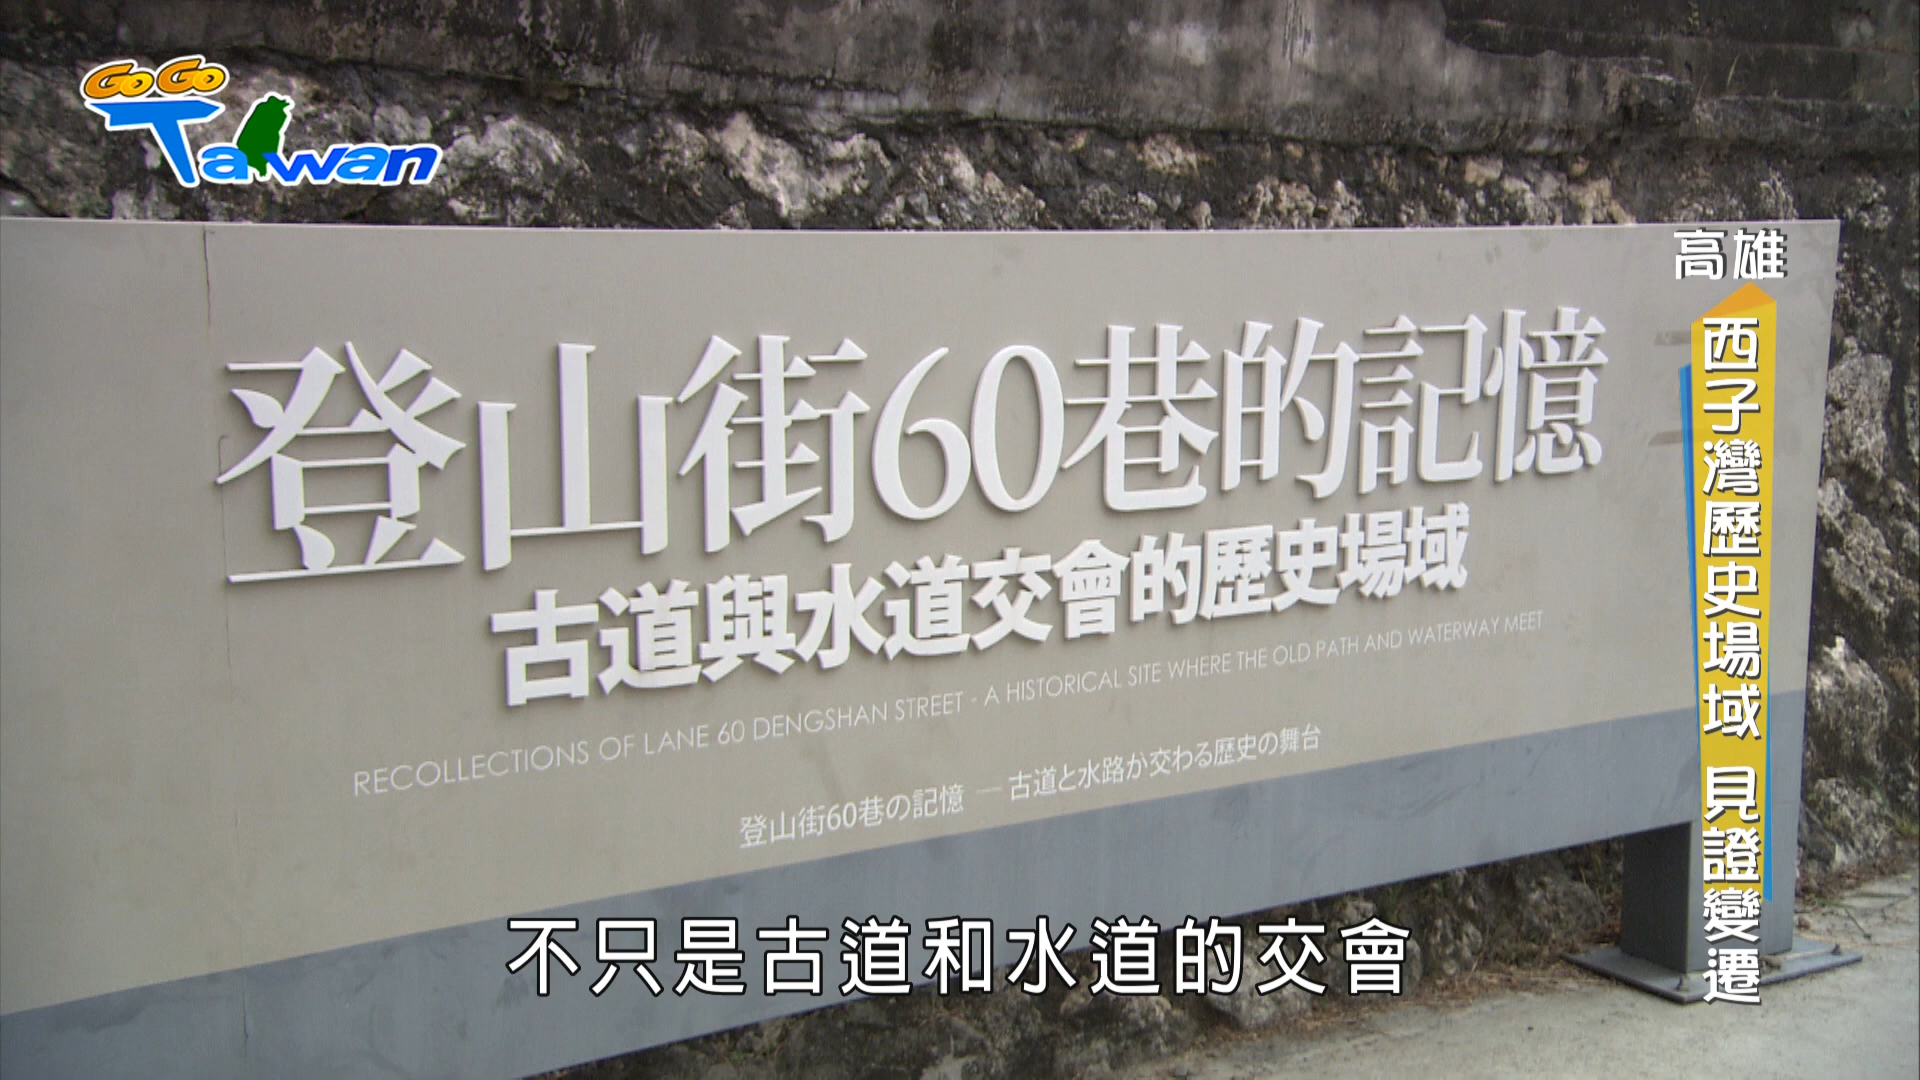 GoGo
Taiwan
高雄
西子灣歷史場域 見證變遷
登山街60巷的記憶
古道與水道交會的歷史場域
RECOLLECTIONS OF LANE 60 DENGSHAN STREET - A HISTORICAL SITE WHERE THE OLD PATH AND WATERWAY MEET
登山街60巷の記憶 — 古道と水路が交わる歴史の舞台
不只是古道和水道的交會